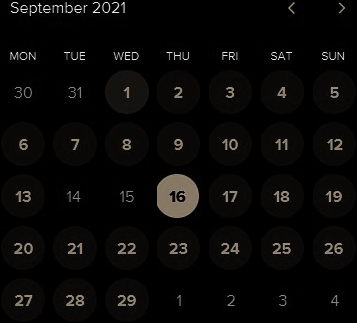 September 2021
MON TUE WED THU FRI SAT SUN
30 31 1 2 3 4 5
6 7 8 9 10 11 12
13 14 15 16 17 18 19
20 21 22 23 24 25 26
27 28 29 1 2 3 4